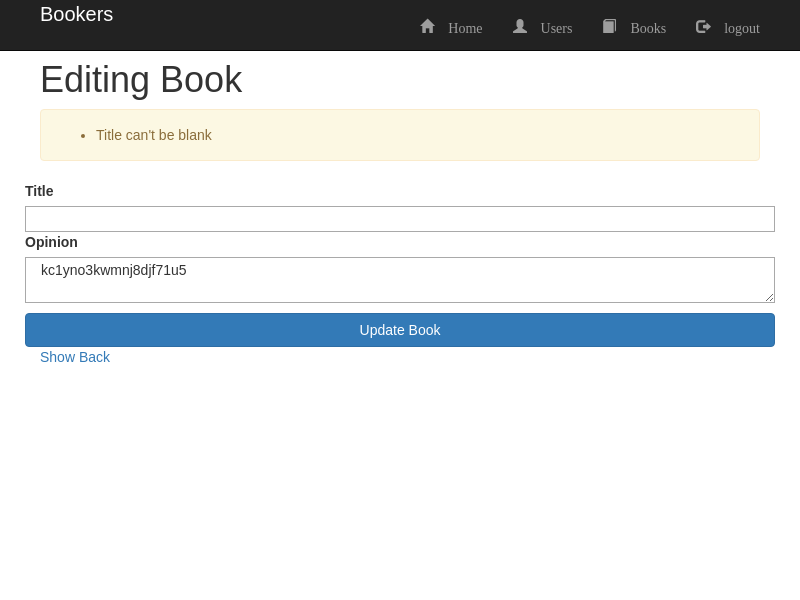 Bookers
Home Users Books logout
Editing Book
Title can't be blank
Title
Opinion
kc1yno3kwmnj8djf71u5
Update Book
Show Back